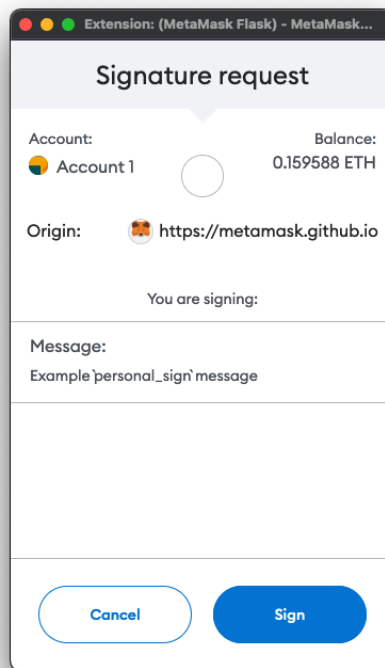 Extension: (MetaMask Flask) - MetaMask...
Signature request
Account:
Balance:
Account 1
0.159588 ETH
Origin:
https://metamask.github.io
You are signing:
Message:
Example `personal_sign` message
Cancel
Sign